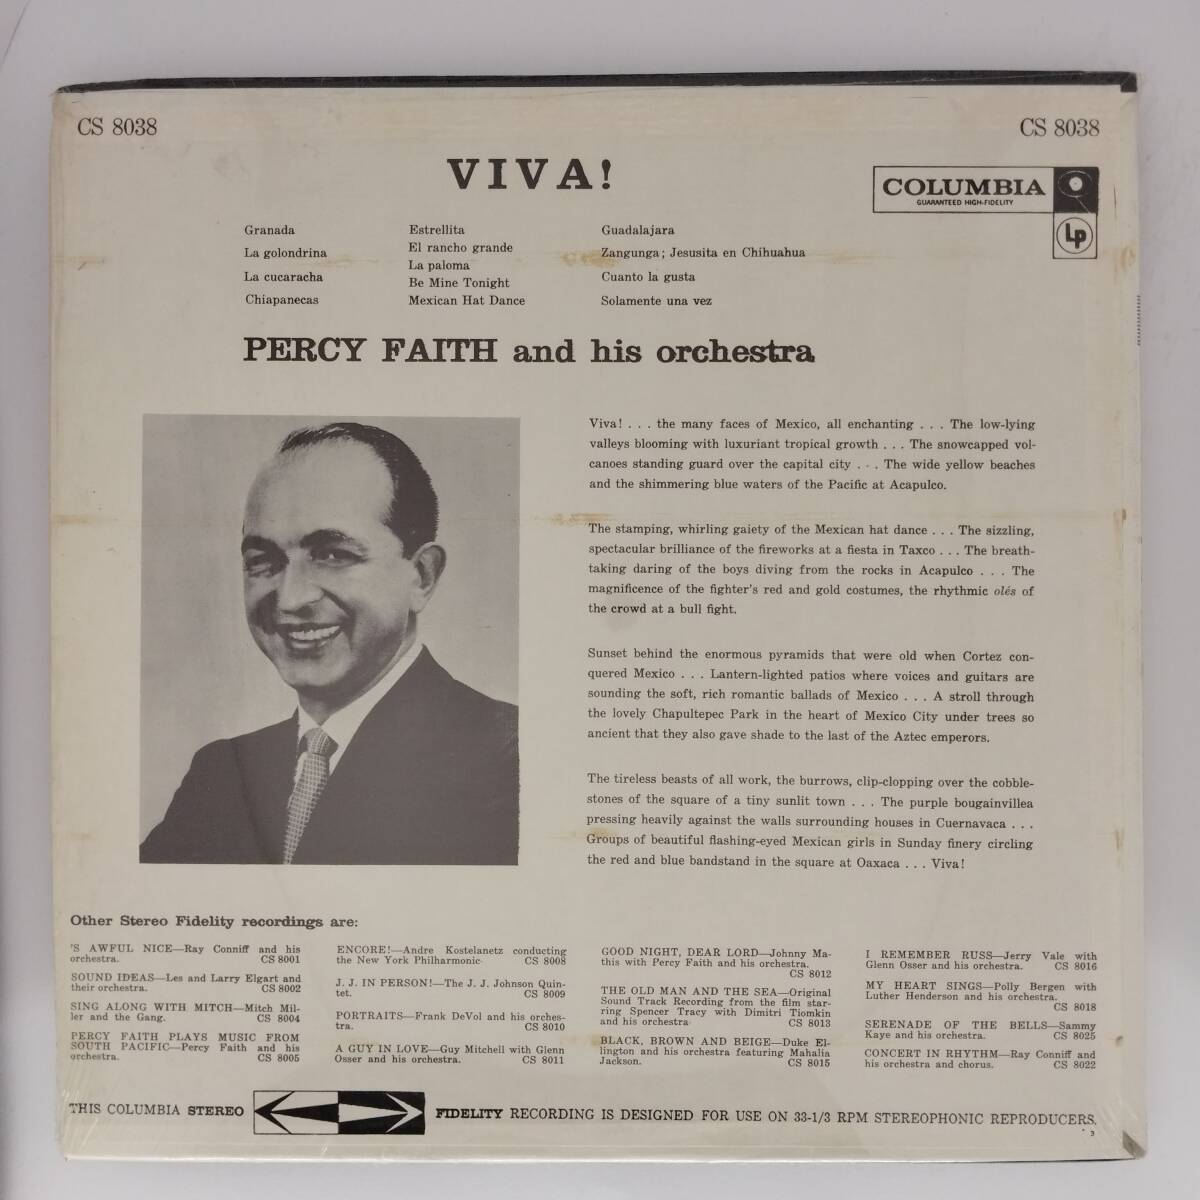 CS 8038
CS 8038
VIVA!
COLUMBIA
GUARANTEED HIGH-FIDELITY
Lp
Granada
La golondrina
La cucaracha
Chiapanecas
Estrellita
El rancho grande
La paloma
Be Mine Tonight
Mexican Hat Dance
Guadalajara
Zangunga; Jesusita en Chihuahua
Cuanto la gusta
Solamente una vez
PERCY FAITH and his orchestra
Viva! . . . the many faces of Mexico, all enchanting . . . The low-lying
valleys blooming with luxuriant tropical growth . . . The snowcapped vol-
canoes standing guard over the capital city . . . The wide yellow beaches
and the shimmering blue waters of the Pacific at Acapulco.
The stamping, whirling gaiety of the Mexican hat dance . . . The sizzling,
spectacular brilliance of the fireworks at a fiesta in Taxco . . . The breath-
taking daring of the boys diving from the rocks in Acapulco . . . The
magnificence of the fighter's red and gold costumes, the rhythmic olés of
the crowd at a bull fight.
Sunset behind the enormous pyramids that were old when Cortez con-
quered Mexico . . . Lantern-lighted patios where voices and guitars are
sounding the soft, rich romantic ballads of Mexico . . . A stroll through
the lovely Chapultepec Park in the heart of Mexico City under trees so
ancient that they also gave shade to the last of the Aztec emperors.
The tireless beasts of all work, the burrows, clip-clopping over the cobble-
stones of the square of a tiny sunlit town . . . The purple bougainvillea
pressing heavily against the walls surrounding houses in Cuernavaca . . .
Groups of beautiful flashing-eyed Mexican girls in Sunday finery circling
the red and blue bandstand in the square at Oaxaca . . . Viva!
Other Stereo Fidelity recordings are:
'S AWFUL NICE—Ray Conniff and his
orchestra. CS 8001
SOUND IDEAS—Les and Larry Elgart and
their orchestra. CS 8002
SING ALONG WITH MITCH—Mitch Mil-
ler and the Gang. CS 8004
PERCY FAITH PLAYS MUSIC FROM
SOUTH PACIFIC—Percy Faith and his
orchestra. CS 8005
ENCORE!—Andre Kostelanetz conducting
the New York Philharmonic. CS 8008
J. J. IN PERSON!—The J. J. Johnson Quin-
tet. CS 8009
PORTRAITS—Frank DeVol and his orches-
tra. CS 8010
A GUY IN LOVE—Guy Mitchell with Glenn
Osser and his orchestra. CS 8011
GOOD NIGHT, DEAR LORD—Johnny Ma-
this with Percy Faith and his orchestra.
CS 8012
THE OLD MAN AND THE SEA—Original
Sound Track Recording from the film star-
ring Spencer Tracy with Dimitri Tiomkin
and his orchestra. CS 8013
BLACK, BROWN AND BEIGE—Duke El-
lington and his orchestra featuring Mahalia
Jackson. CS 8015
I REMEMBER RUSS—Jerry Vale with
Glenn Osser and his orchestra. CS 8016
MY HEART SINGS—Polly Bergen with
Luther Henderson and his orchestra.
CS 8018
SERENADE OF THE BELLS—Sammy
Kaye and his orchestra. CS 8025
CONCERT IN RHYTHM—Ray Conniff and
his orchestra and chorus. CS 8022
THIS COLUMBIA STEREO FIDELITY RECORDING IS DESIGNED FOR USE ON 33-1/3 RPM STEREOPHONIC REPRODUCERS.
3